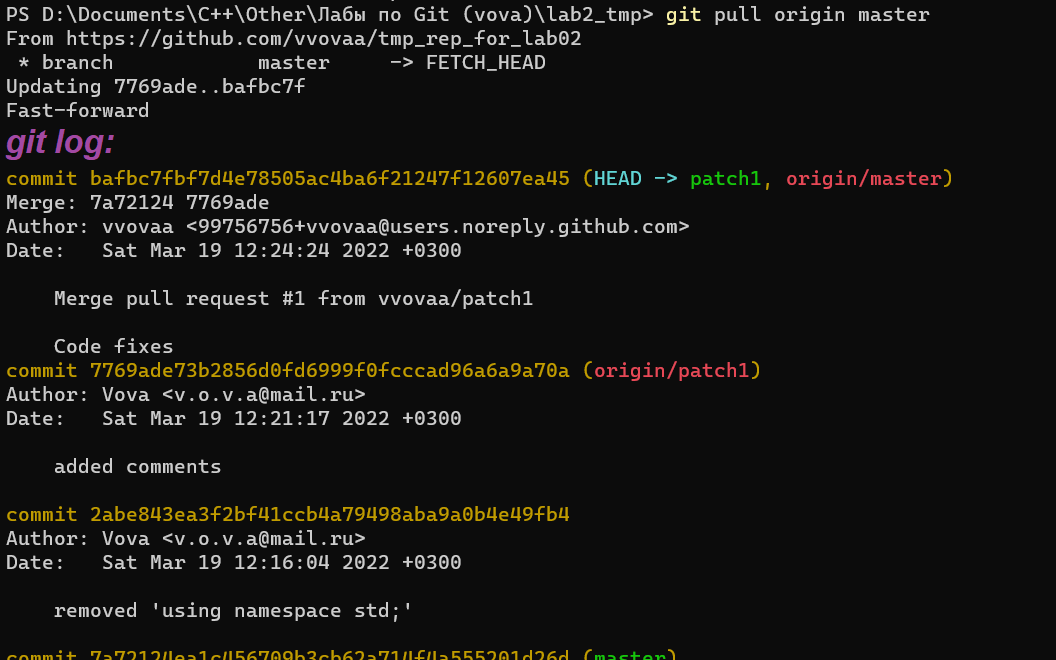 PS D:\Documents\C++\Other\Лабы по Git (vova)\lab2_tmp> git pull origin master
From https://github.com/vvovaa/tmp_rep_for_lab02
 * branch            master     -> FETCH_HEAD
Updating 7769ade..bafbc7f
Fast-forward
git log:
commit bafbc7fbf7d4e78505ac4ba6f21247f12607ea45 (HEAD -> patch1, origin/master)
Merge: 7a72124 7769ade
Author: vvovaa <99756756+vvovaa@users.noreply.github.com>
Date:   Sat Mar 19 12:24:24 2022 +0300
    Merge pull request #1 from vvovaa/patch1
    Code fixes
commit 7769ade73b2856d0fd6999f0fcccad96a6a9a70a (origin/patch1)
Author: Vova <v.o.v.a@mail.ru>
Date:   Sat Mar 19 12:21:17 2022 +0300
    added comments
commit 2abe843ea3f2bf41ccb4a79498aba9a0b4e49fb4
Author: Vova <v.o.v.a@mail.ru>
Date:   Sat Mar 19 12:16:04 2022 +0300
    removed 'using namespace std;'
commit 7a72124ea1c456709b3cb62a714f4a555201d26d (master)